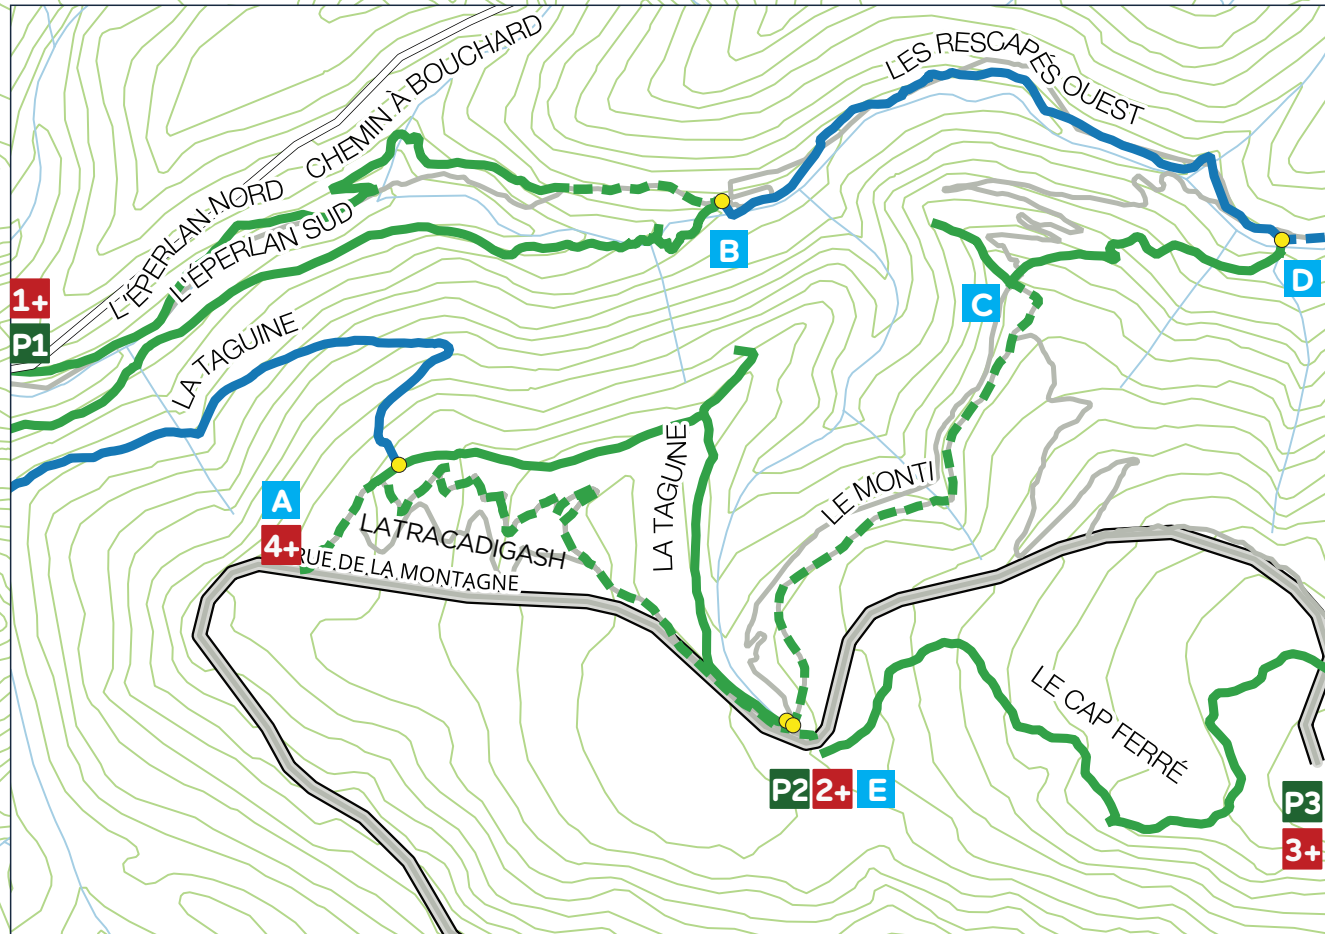 CHEMIN À BOUCHARD
LES RESCAPÉS OUEST
L'ÉPERLAN NORD
L'ÉPERLAN SUD
B
D
1+
P1
C
LA TAGUINE
LA TAGUINE
LE MONTI
A
4+
LATRACADIGASH
RUE DE LA MONTAGNE
LE CAP FERRÉ
P2 2+ E
P3
3+